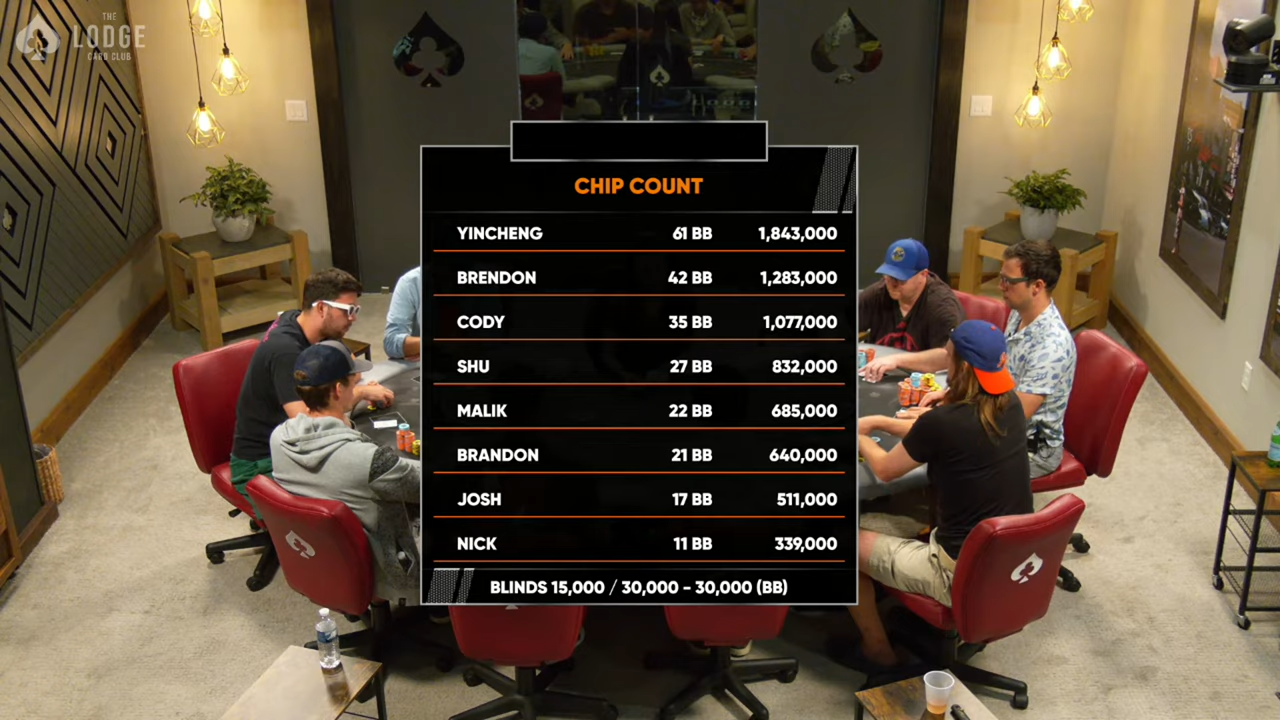 THE
LODGE
CARD CLUB
CHIP COUNT
YINCHENG 61 BB 1,843,000
BRENDON 42 BB 1,283,000
CODY 35 BB 1,077,000
SHU 27 BB 832,000
MALIK 22 BB 685,000
BRANDON 21 BB 640,000
JOSH 17 BB 511,000
NICK 11 BB 339,000
BLINDS 15,000 / 30,000 - 30,000 (BB)